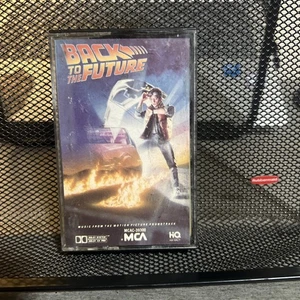 BACK
TO THE FUTURE
MUSIC FROM THE MOTION PICTURE SOUNDTRACK
MCA
HQ